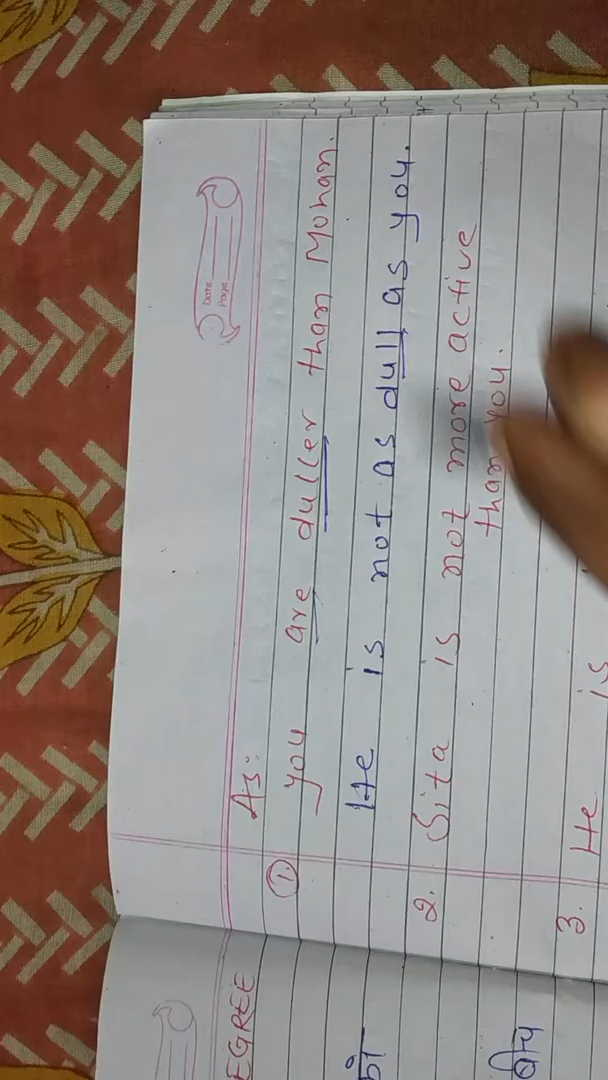 Date
Page
As:
1. you are duller than Mohan.
He is not as dull as you.
2. Sita is not more active
than you.
3. He is
EGREE